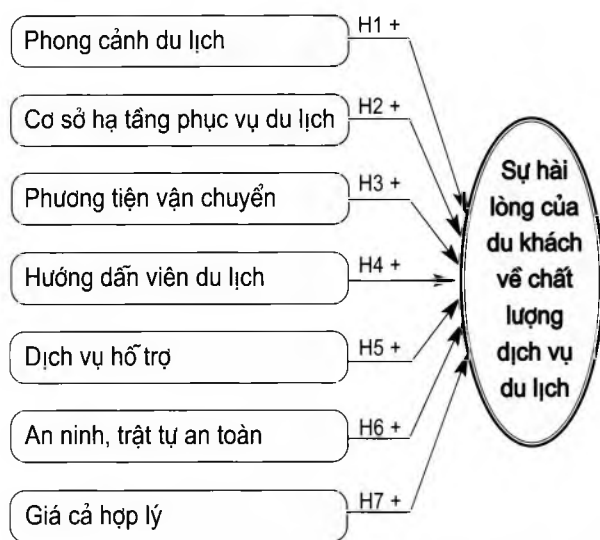 Phong cảnh du lịch
H1 +
Cơ sở hạ tầng phục vụ du lịch
H2 +
Phương tiện vận chuyển
H3 +
Hướng dẫn viên du lịch
H4 +
Dịch vụ hỗ trợ
H5 +
An ninh, trật tự an toàn
H6 +
Giá cả hợp lý
H7 +
Sự hài
lòng của
du khách
về chất
lượng
dịch vụ
du lịch